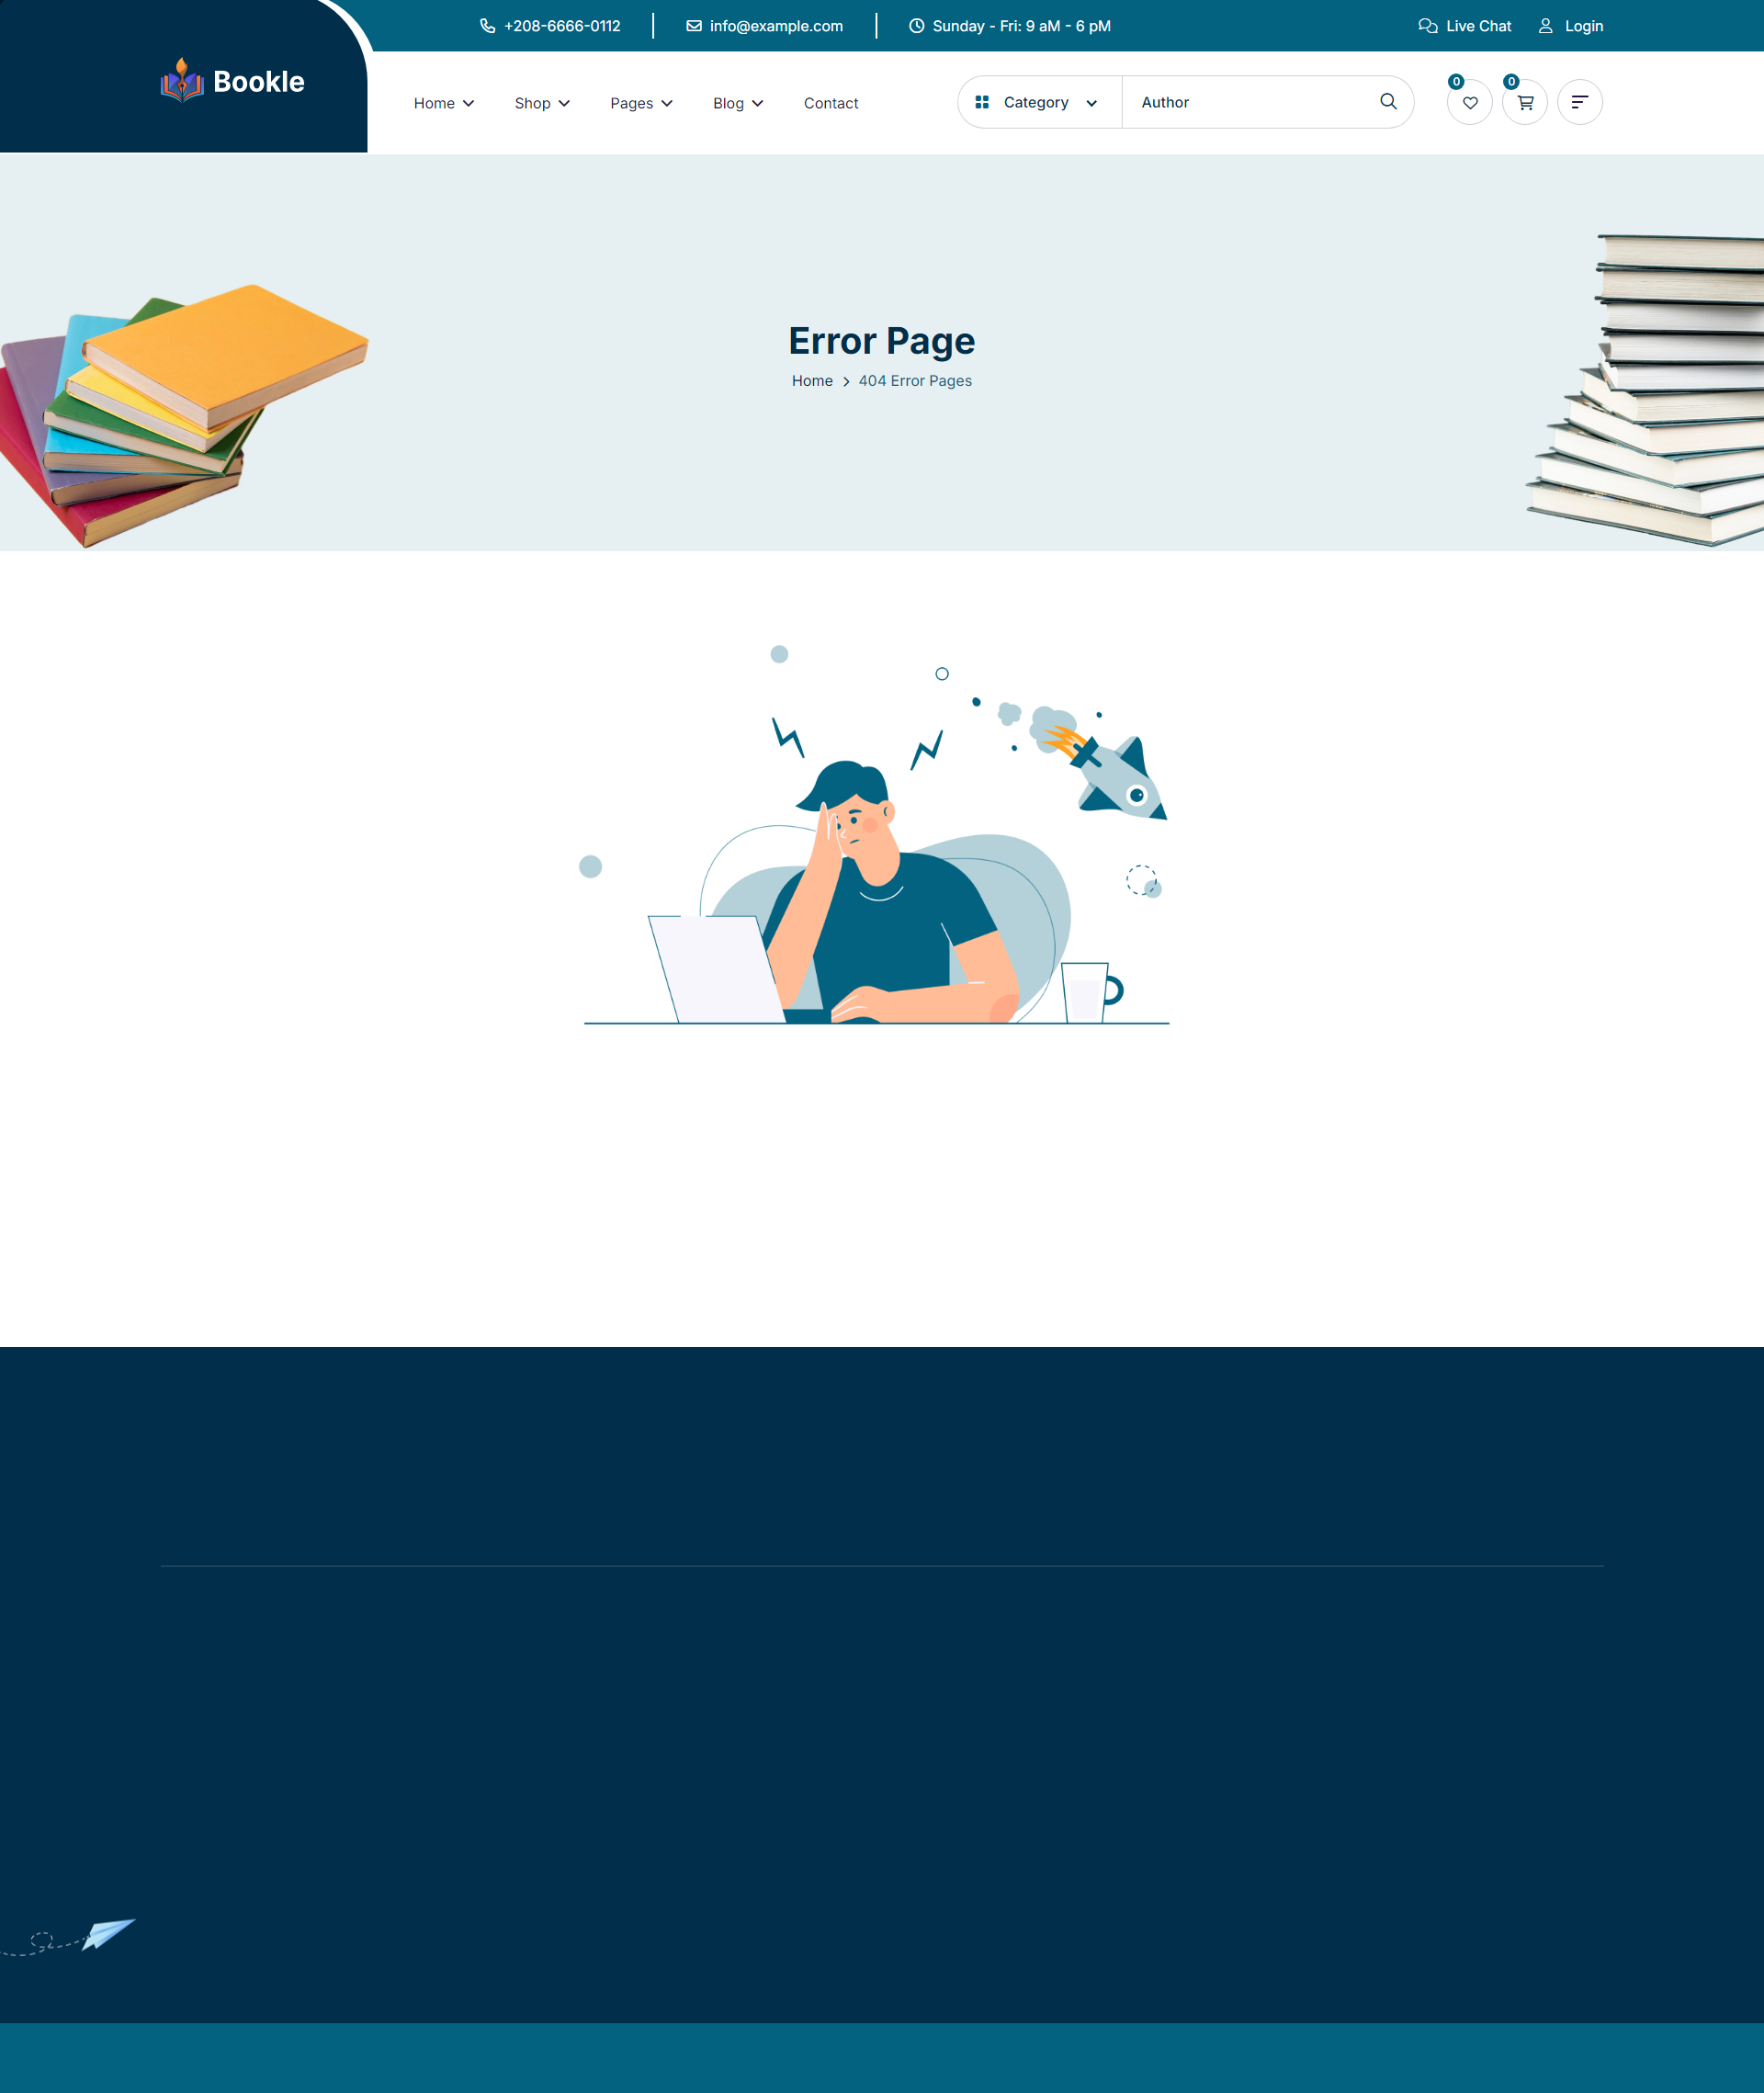 +208-6666-0112
info@example.com
Sunday - Fri: 9 aM - 6 pM
Live Chat
Login
Bookle
Home
Shop
Pages
Blog
Contact
Category
Author
0
0
Error Page
Home
404 Error Pages